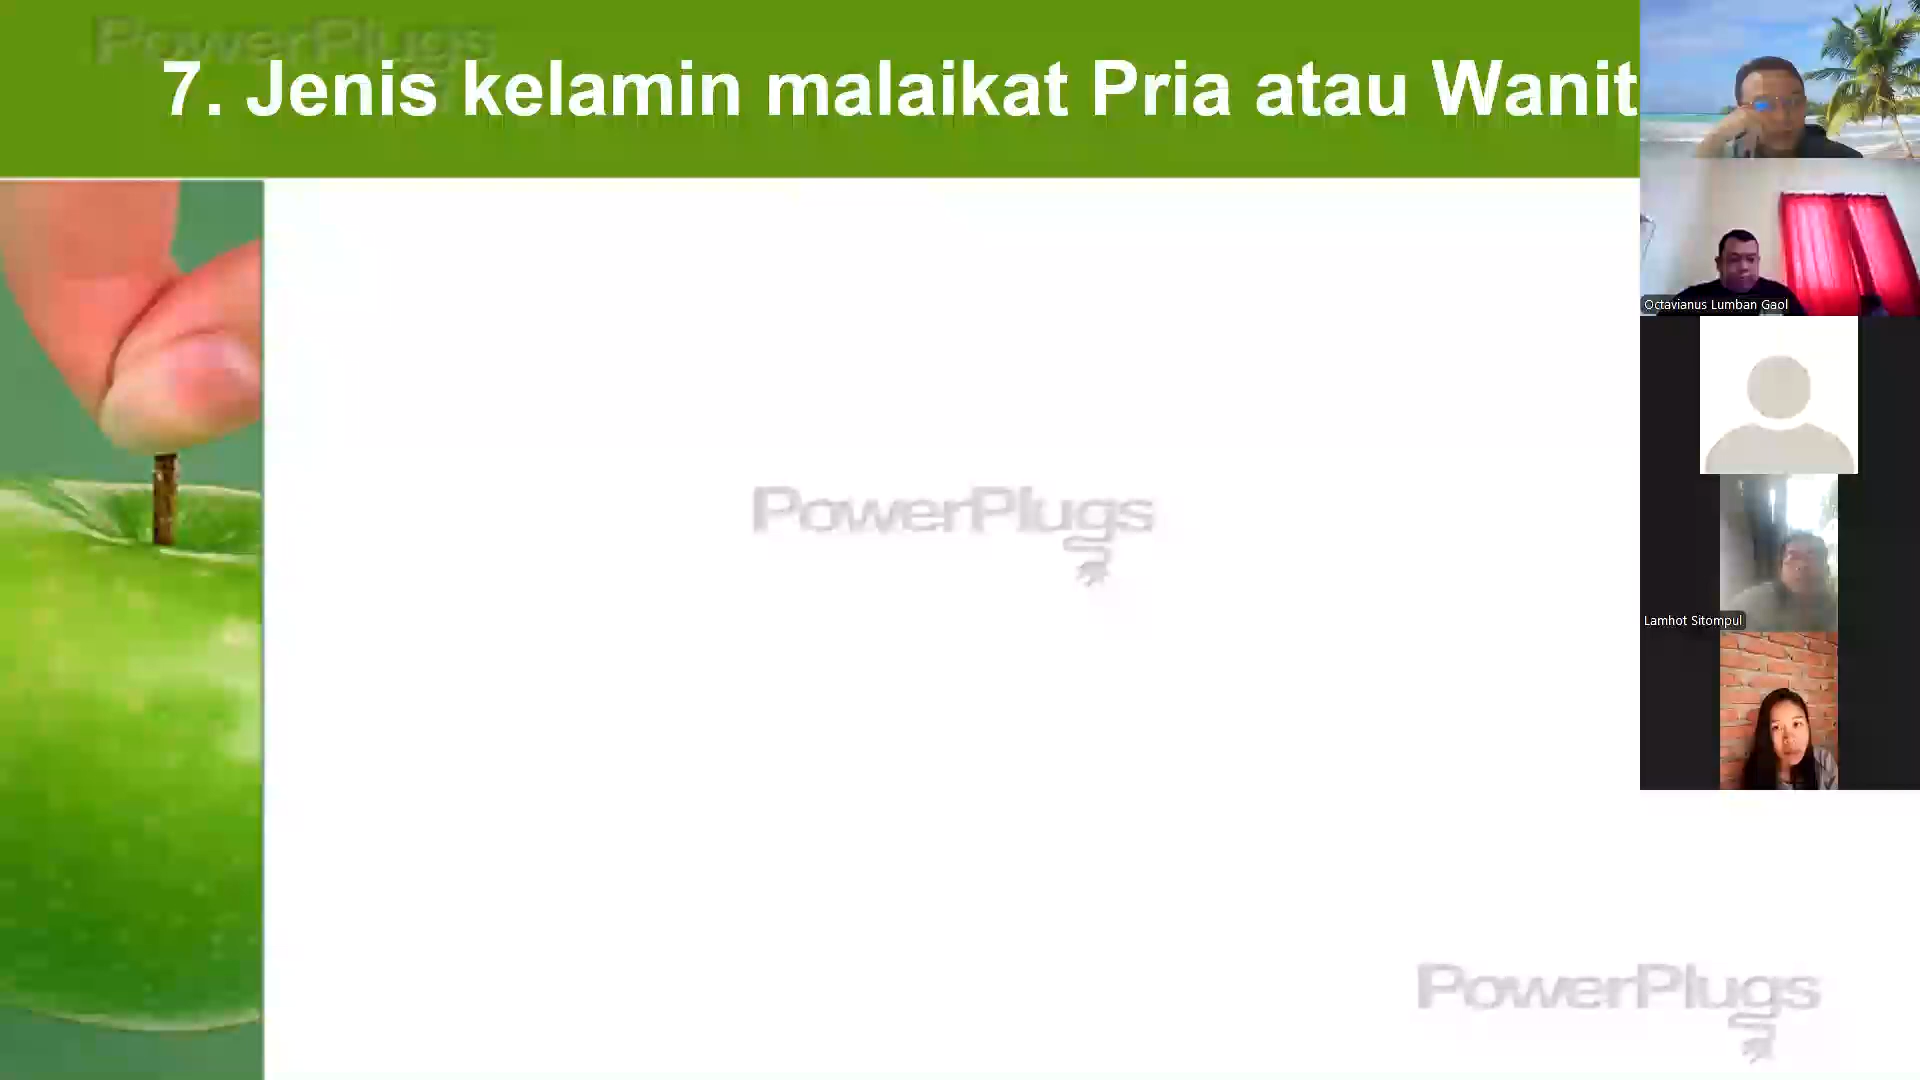 PowerPlugs
7. Jenis kelamin malaikat Pria atau Wanit
Octavianus Lumban Gaol
PowerPlugs
Lamhot Sitompul
PowerPlugs